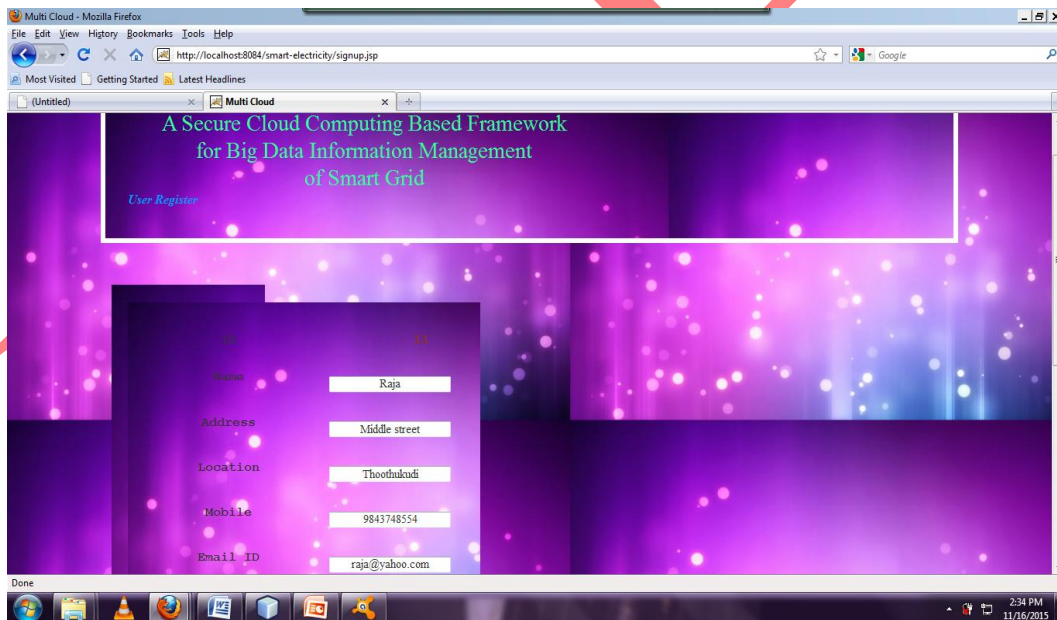 Multi Cloud - Mozilla Firefox
File Edit View History Bookmarks Tools Help
http://localhost:8084/smart-electricity/signup.jsp
Google
Most Visited Getting Started Latest Headlines
(Untitled)
Multi Cloud
A Secure Cloud Computing Based Framework
for Big Data Information Management
of Smart Grid
User Register
Name Raja
Address Middle street
Location Thoothukudi
Mobile 9843748554
Email ID raja@yahoo.com
Done
2:34 PM
11/16/2015